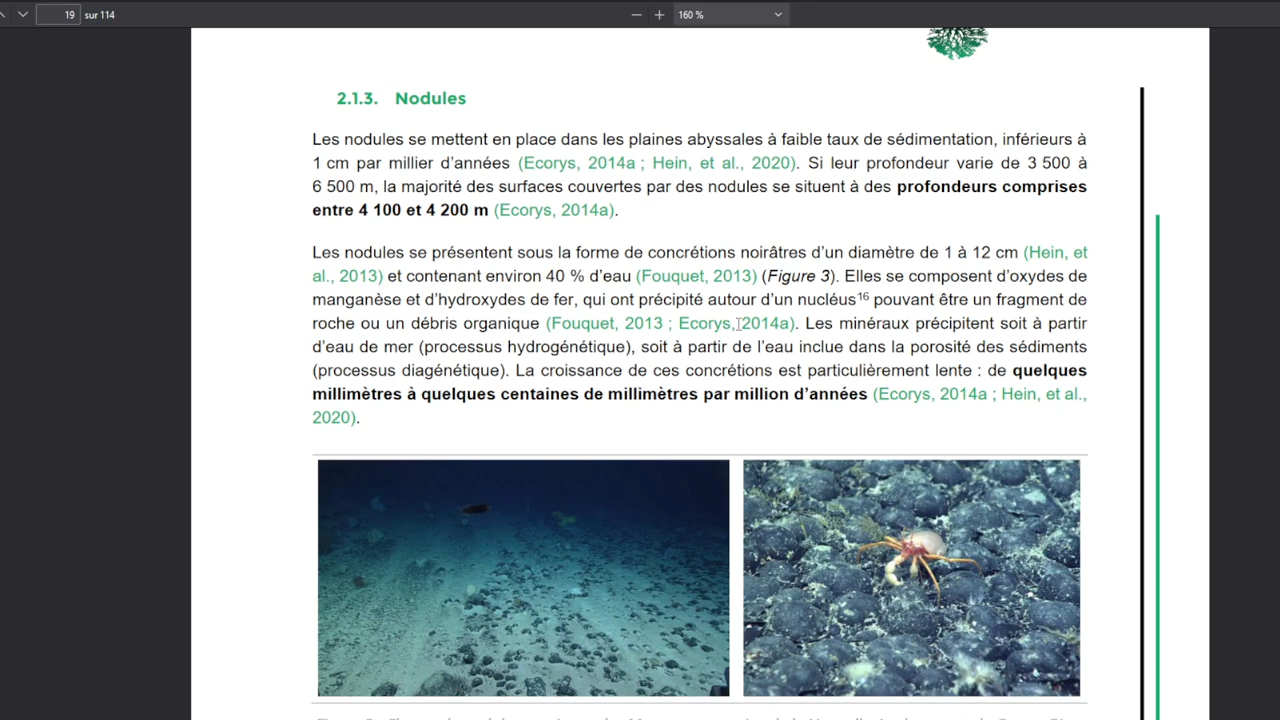 19 sur 114
160 %
2.1.3. Nodules
Les nodules se mettent en place dans les plaines abyssales à faible taux de sédimentation, inférieurs à
1 cm par millier d’années (Ecorys, 2014a ; Hein, et al., 2020). Si leur profondeur varie de 3 500 à
6 500 m, la majorité des surfaces couvertes par des nodules se situent à des profondeurs comprises
entre 4 100 et 4 200 m (Ecorys, 2014a).
Les nodules se présentent sous la forme de concrétions noirâtres d’un diamètre de 1 à 12 cm (Hein, et
al., 2013) et contenant environ 40 % d’eau (Fouquet, 2013) (Figure 3). Elles se composent d’oxydes de
manganèse et d’hydroxydes de fer, qui ont précipité autour d’un nucléus16 pouvant être un fragment de
roche ou un débris organique (Fouquet, 2013 ; Ecorys, 2014a). Les minéraux précipitent soit à partir
d’eau de mer (processus hydrogénétique), soit à partir de l’eau inclue dans la porosité des sédiments
(processus diagénétique). La croissance de ces concrétions est particulièrement lente : de quelques
millimètres à quelques centaines de millimètres par million d’années (Ecorys, 2014a ; Hein, et al.,
2020).